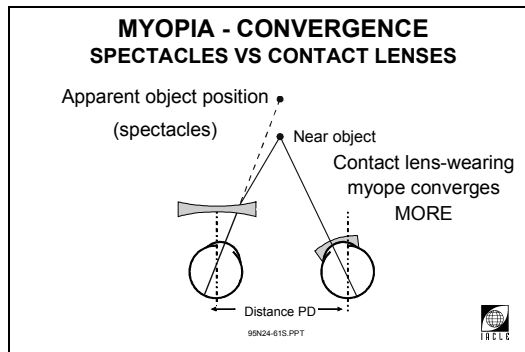 MYOPIA - CONVERGENCE
SPECTACLES VS CONTACT LENSES
Apparent object position
(spectacles)
Near object
Contact lens-wearing
myope converges
MORE
Distance PD
95N24-61S.PPT
IACLE